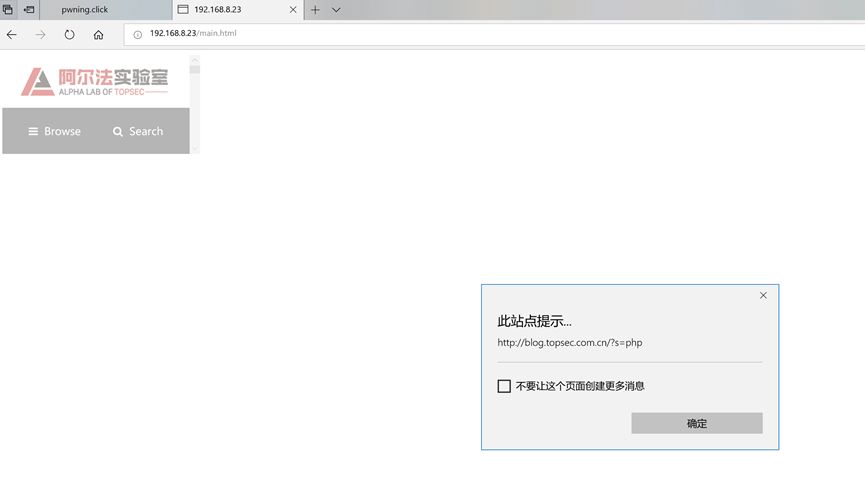 pwning.click
192.168.8.23
192.168.8.23/main.html
阿尔法实验室
ALPHA LAB OF TOPSEC
Browse
Search
此站点提示...
http://blog.topsec.com.cn/?s=php
不要让这个页面创建更多消息
确定